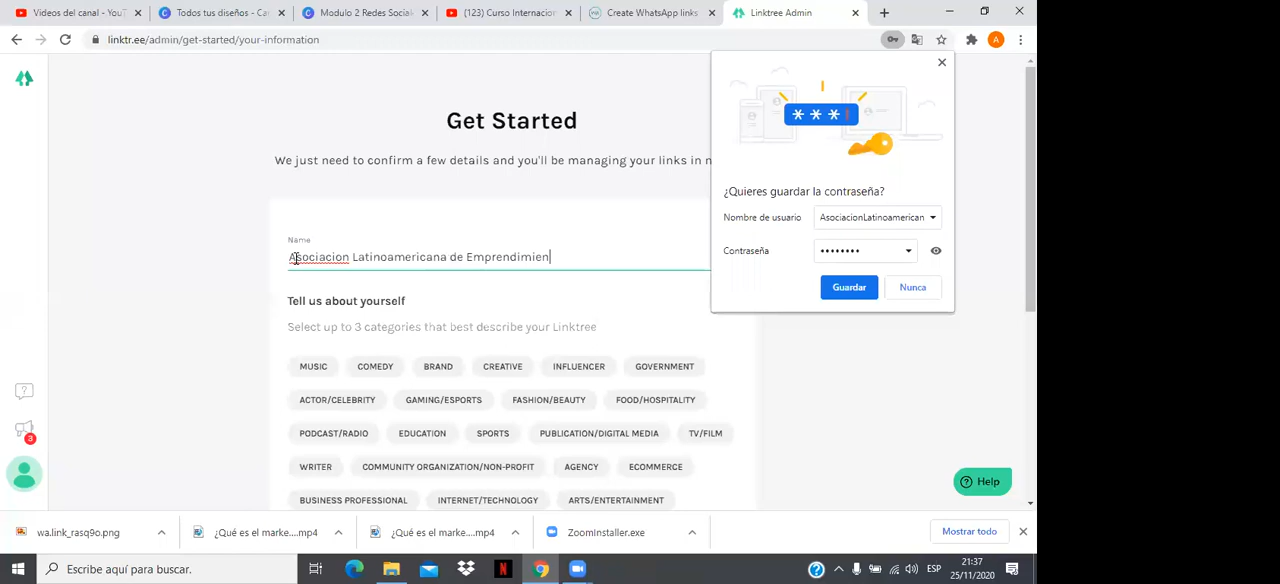 Videos del canal - YouT
Todos tus diseños - Ca
Modulo 2 Redes Social
(123) Curso Internacion
Create WhatsApp links
Linktree Admin
linktr.ee/admin/get-started/your-information
A
Get Started
We just need to confirm a few details and you'll be managing your links in n
Name
Asociacion Latinoamericana de Emprendimien
Tell us about yourself
Select up to 3 categories that best describe your Linktree
MUSIC COMEDY BRAND CREATIVE INFLUENCER GOVERNMENT
ACTOR/CELEBRITY GAMING/ESPORTS FASHION/BEAUTY FOOD/HOSPITALITY
PODCAST/RADIO EDUCATION SPORTS PUBLICATION/DIGITAL MEDIA TV/FILM
WRITER COMMUNITY ORGANIZATION/NON-PROFIT AGENCY ECOMMERCE
BUSINESS PROFESSIONAL INTERNET/TECHNOLOGY ARTS/ENTERTAINMENT
¿Quieres guardar la contraseña?
Nombre de usuario AsociacionLatinoamerican
Contraseña ••••••••
Guardar Nunca
3
? Help
wa.link_rasq9o.png
¿Qué es el marke....mp4
¿Qué es el marke....mp4
ZoomInstaller.exe
Mostrar todo
Escribe aquí para buscar.
N
ESP
21:37
25/11/2020